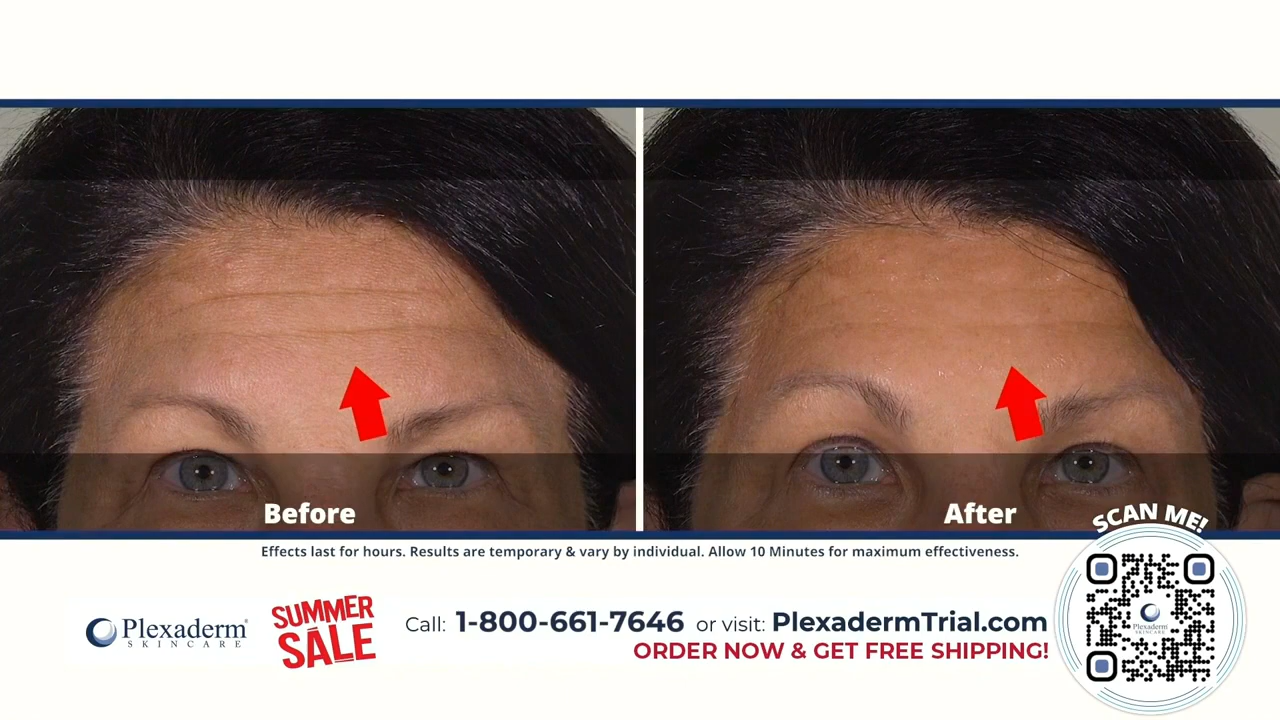 Before
After
SCAN ME!
Effects last for hours. Results are temporary & vary by individual. Allow 10 Minutes for maximum effectiveness.
Plexaderm®
SKINCARE
SUMMER
SALE
Call: 1-800-661-7646 or visit: PlexadermTrial.com
ORDER NOW & GET FREE SHIPPING!
Plexaderm
SKINCARE